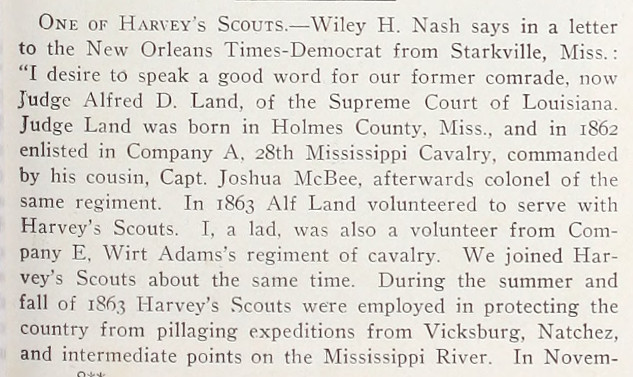 ONE OF HARVEY'S SCOUTS.—Wiley H. Nash says in a letter
to the New Orleans Times-Democrat from Starkville, Miss.:
"I desire to speak a good word for our former comrade, now
Judge Alfred D. Land, of the Supreme Court of Louisiana.
Judge Land was born in Holmes County, Miss., and in 1862
enlisted in Company A, 28th Mississippi Cavalry, commanded
by his cousin, Capt. Joshua McBee, afterwards colonel of the
same regiment. In 1863 Alf Land volunteered to serve with
Harvey's Scouts. I, a lad, was also a volunteer from Com-
pany E, Wirt Adams's regiment of cavalry. We joined Har-
vey's Scouts about the same time. During the summer and
fall of 1863 Harvey's Scouts were employed in protecting the
country from pillaging expeditions from Vicksburg, Natchez,
and intermediate points on the Mississippi River. In Novem-